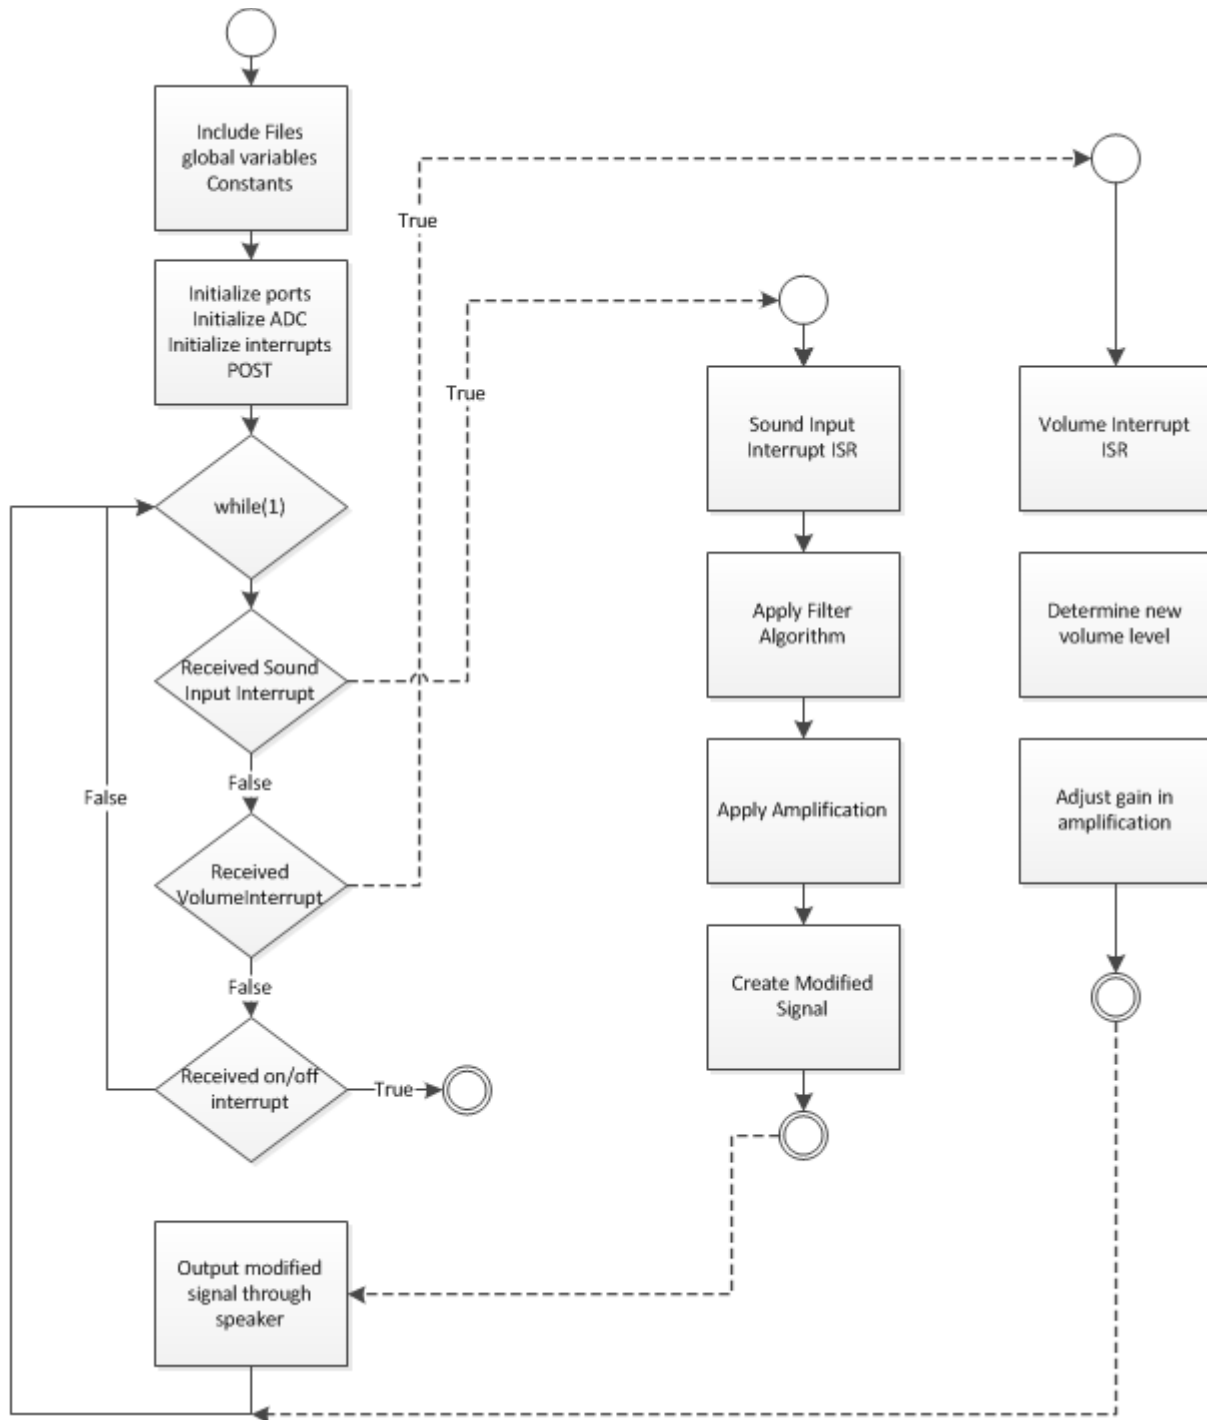 Include Files
global variables
Constants
Initialize ports
Initialize ADC
Initialize interrupts
POST
while(1)
Received Sound
Input Interrupt
False
Received
VolumeInterrupt
False
Received on/off
interrupt
True
False
Output modified
signal through
speaker
True
True
Sound Input
Interrupt ISR
Apply Filter
Algorithm
Apply Amplification
Create Modified
Signal
Volume Interrupt
ISR
Determine new
volume level
Adjust gain in
amplification